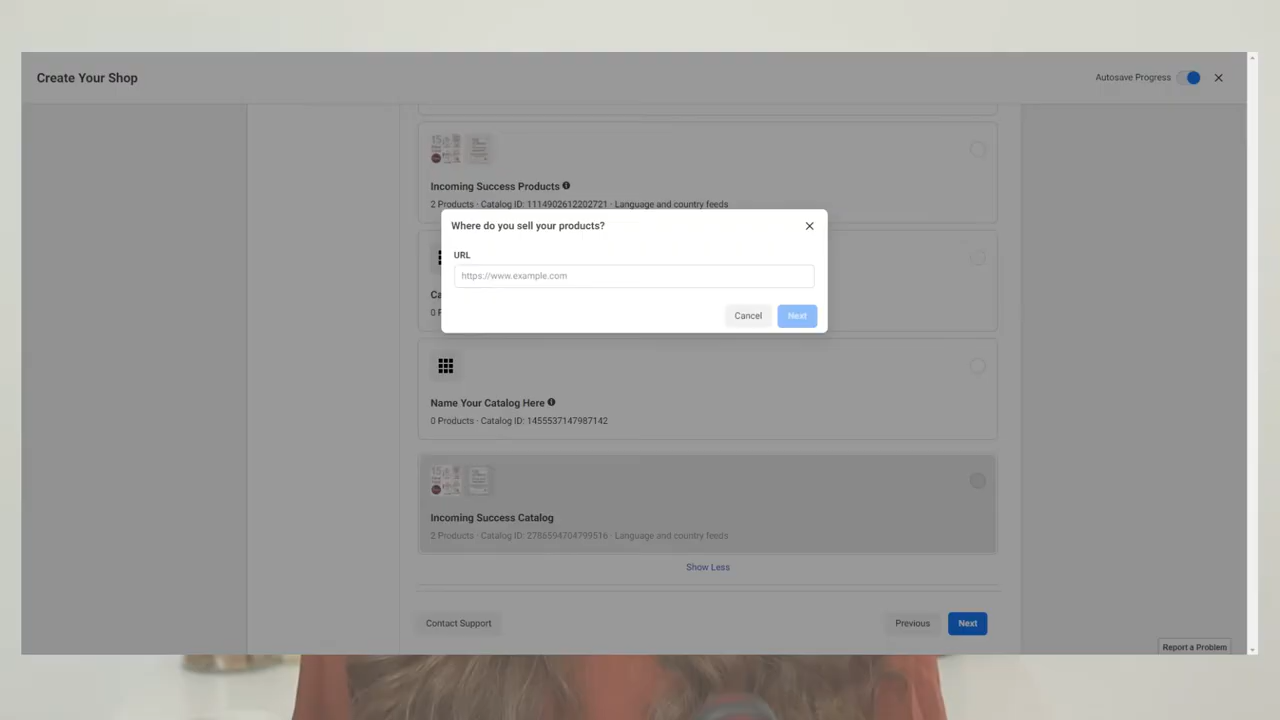 Create Your Shop
Autosave Progress
Incoming Success Products
2 Products · Catalog ID: 1114902612202721 · Language and country feeds
Where do you sell your products?
URL
https://www.example.com
Cancel
Next
Ca
0 P
Name Your Catalog Here
0 Products · Catalog ID: 1455537147987142
15
Incoming Success Catalog
2 Products · Catalog ID: 2786594704799516 · Language and country feeds
Show Less
Contact Support
Previous
Next
Report a Problem